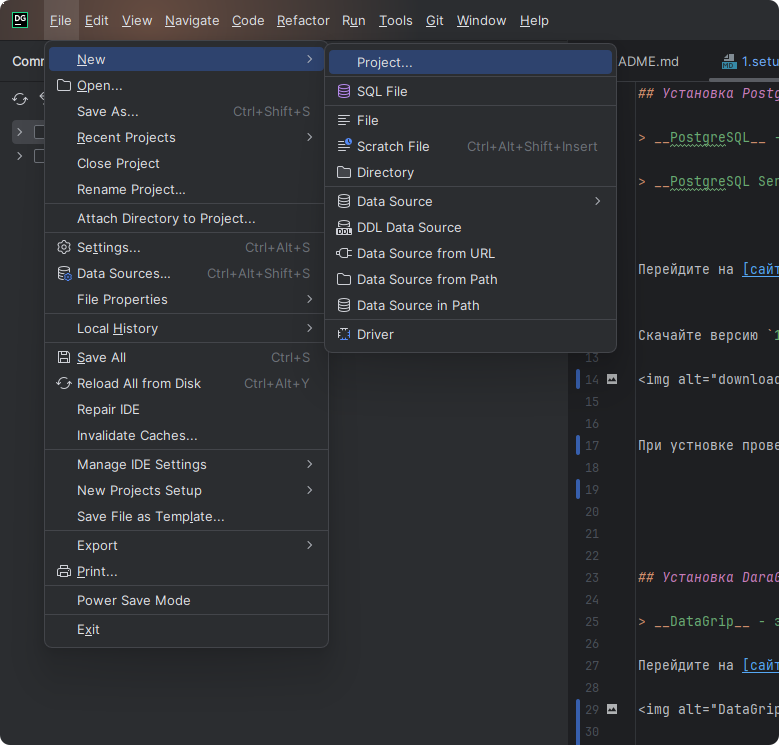 DG File Edit View Navigate Code Refactor Run Tools Git Window Help
New
Open...
Save As... Ctrl+Shift+S
Recent Projects
Close Project
Rename Project...
Attach Directory to Project...
Settings... Ctrl+Alt+S
Data Sources... Ctrl+Alt+Shift+S
File Properties
Local History
Save All Ctrl+S
Reload All from Disk Ctrl+Alt+Y
Repair IDE
Invalidate Caches...
Manage IDE Settings
New Projects Setup
Save File as Template...
Export
Print...
Power Save Mode
Exit
Project...
SQL File
File
Scratch File Ctrl+Alt+Shift+Insert
Directory
Data Source
DDL Data Source
Data Source from URL
Data Source from Path
Data Source in Path
Driver
ADME.md 1.setu
## Установка Postg
> __PostgreSQL__ -
> __PostgreSQL Ser
Перейдите на [сайт
Скачайте версию `1
13
14 <img alt="download
15
16
17 При устновке прове
18
19
20
21
22
23 ## Установка DaraG
24
25 > __DataGrip__ - э
26
27 Перейдите на [сайт
28
29 <img alt="DataGrip
30